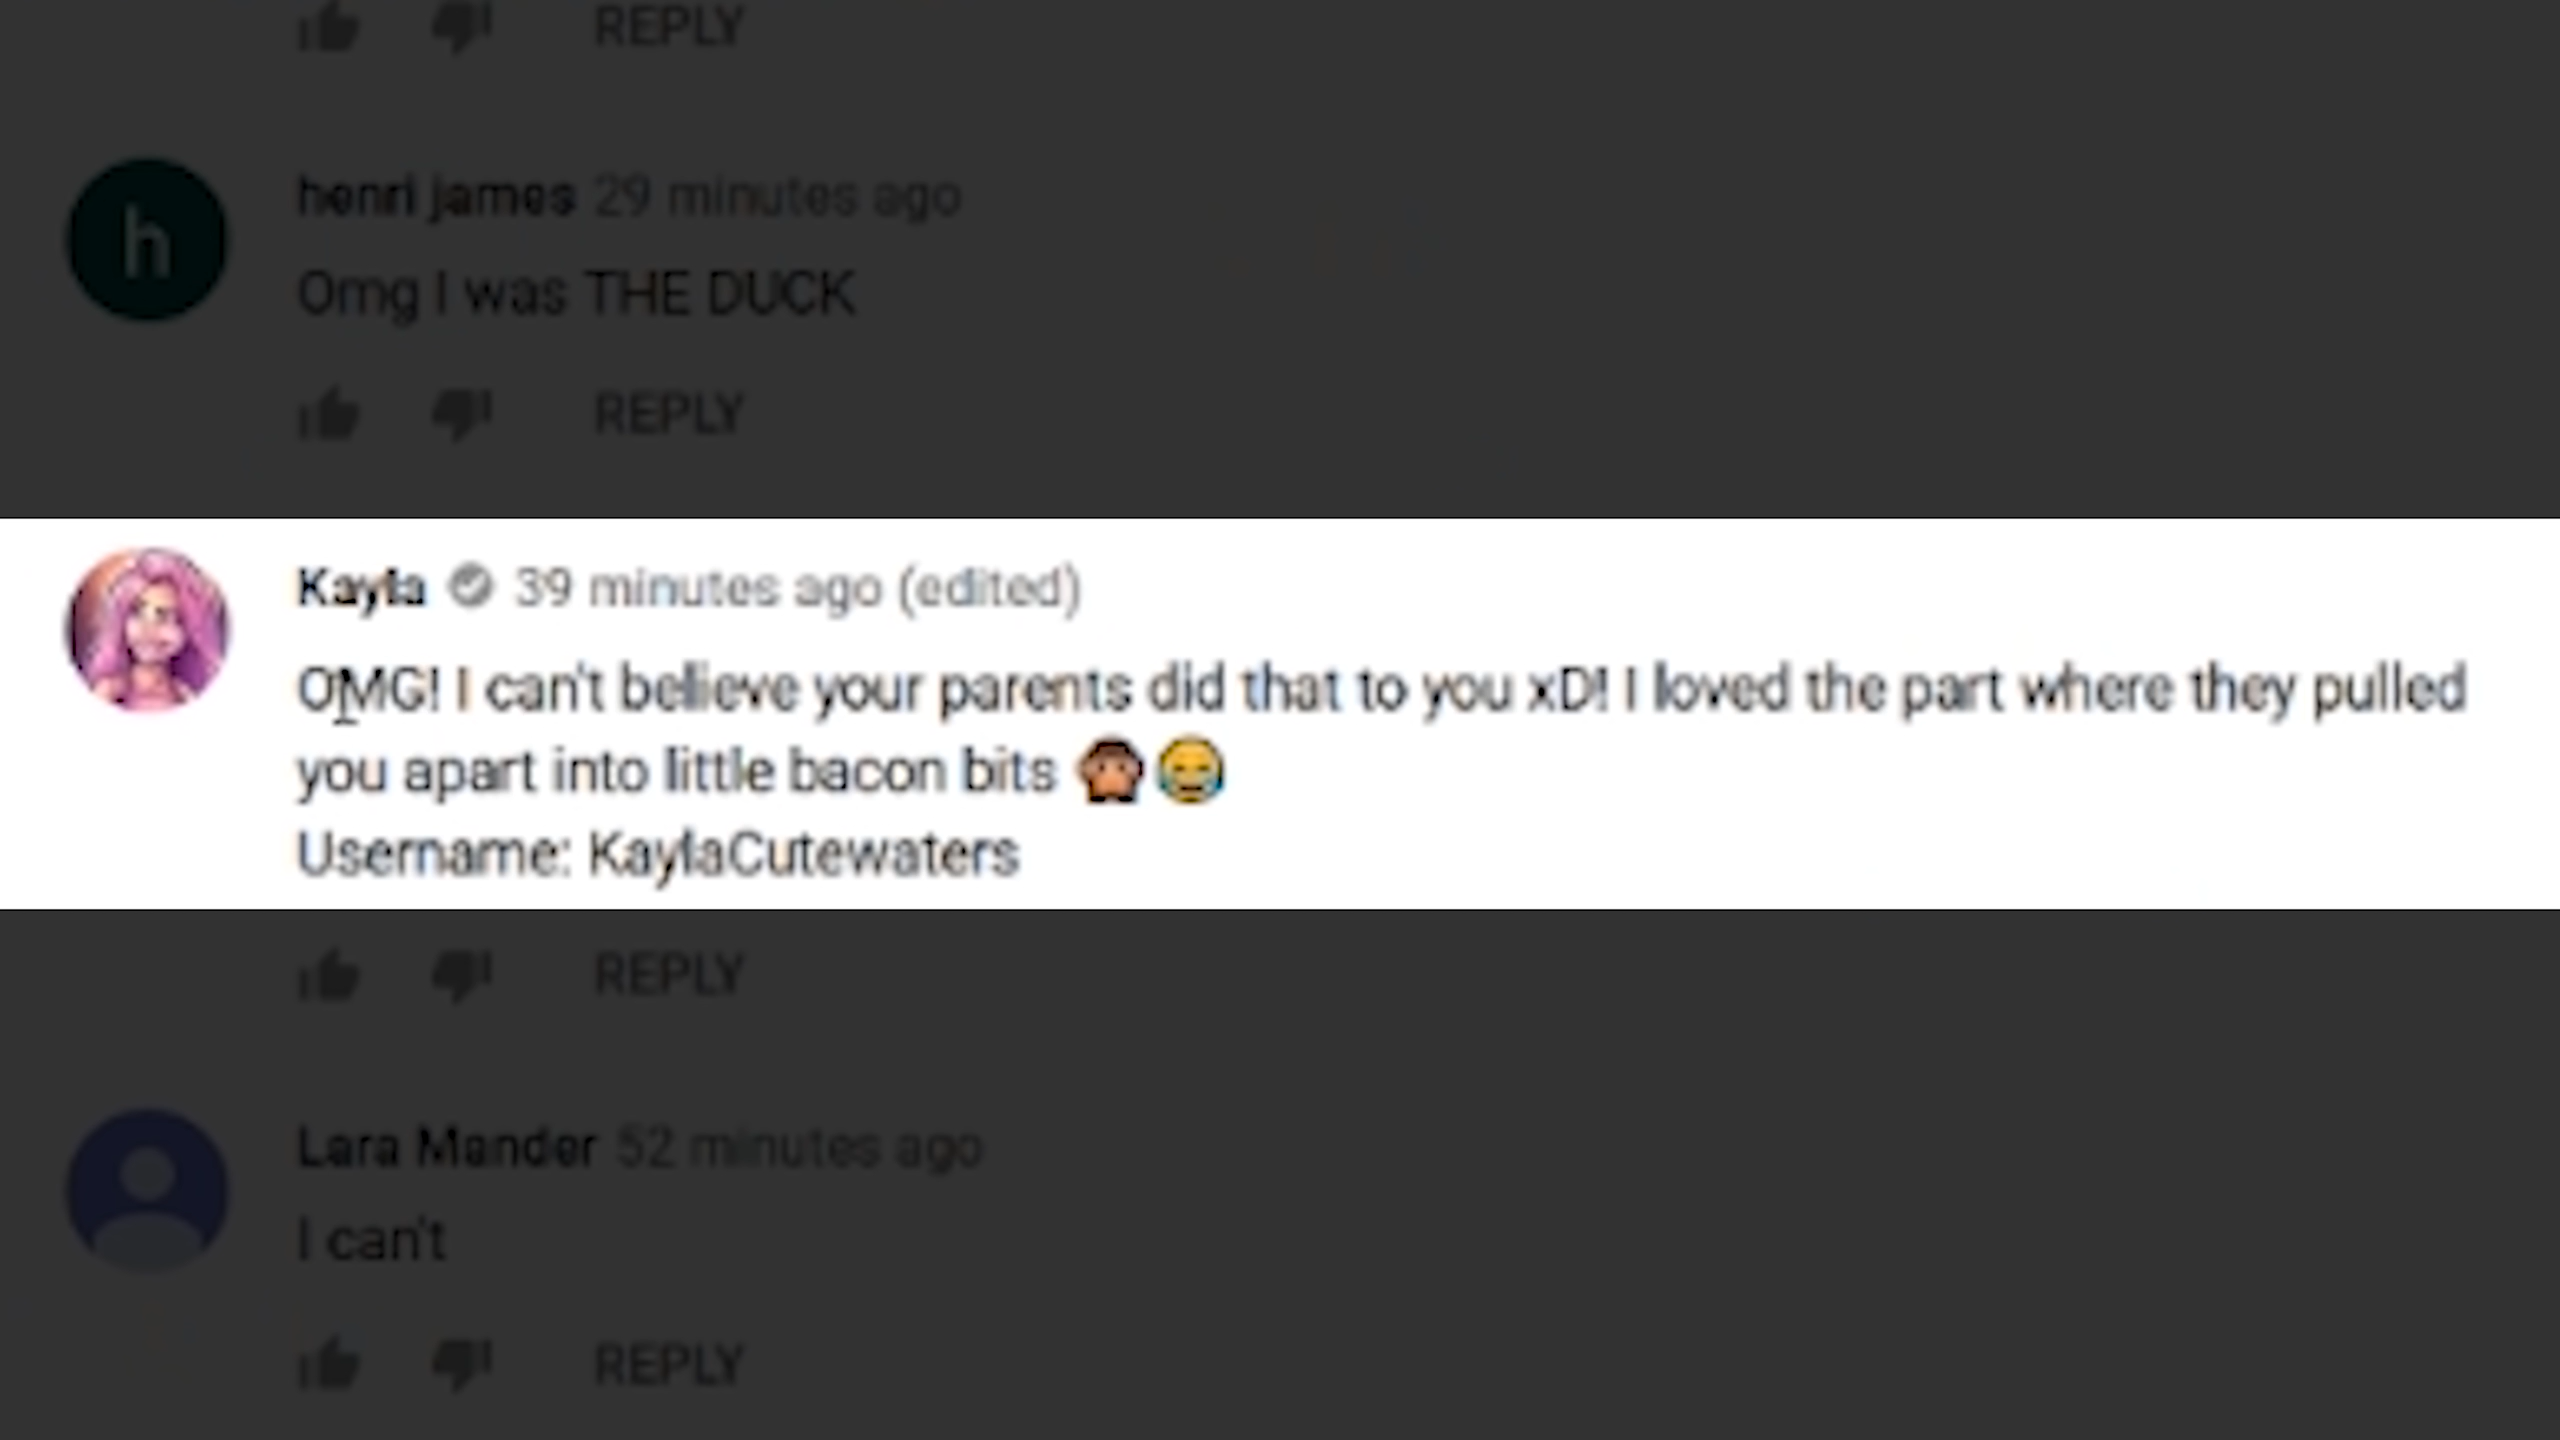 REPLY
henri james 29 minutes ago
h
Omg I was THE DUCK
REPLY
Kayla 39 minutes ago (edited)
OMG! I can't believe your parents did that to you xD! I loved the part where they pulled
you apart into little bacon bits 🙈😂
Username: KaylaCutewaters
REPLY
Lara Mander 52 minutes ago
I can't
REPLY